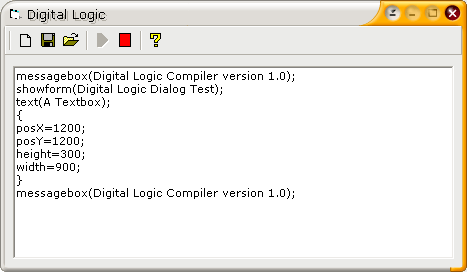 Digital Logic
messagebox(Digital Logic Compiler version 1.0);
showform(Digital Logic Dialog Test);
text(A Textbox);
{
posX=1200;
posY=1200;
height=300;
width=900;
}
messagebox(Digital Logic Compiler version 1.0);